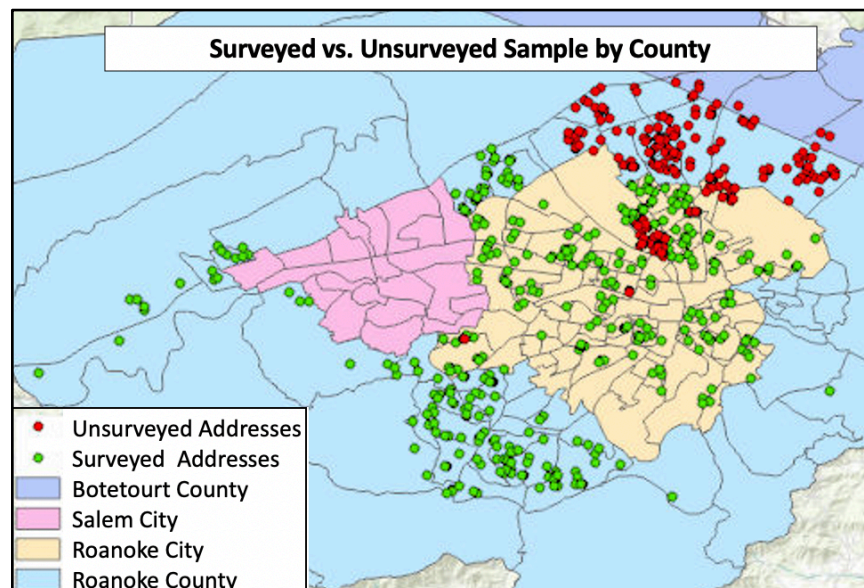 Surveyed vs. Unsurveyed Sample by County
Unsurveyed Addresses
Surveyed Addresses
Botetourt County
Salem City
Roanoke City
Roanoke County